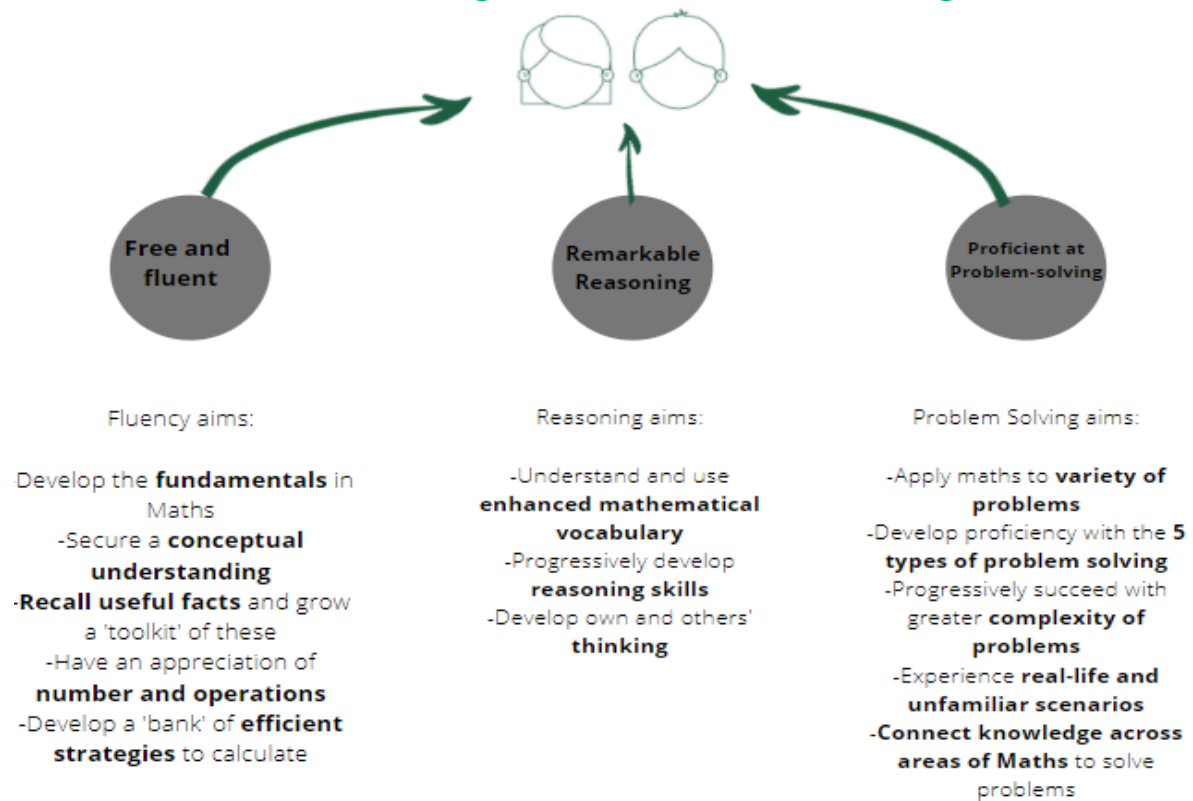 Free and
fluent
Remarkable
Reasoning
Proficient at
Problem-solving
Fluency aims:
Develop the fundamentals in
Maths
-Secure a conceptual
understanding
-Recall useful facts and grow
a 'toolkit' of these
-Have an appreciation of
number and operations
-Develop a 'bank' of efficient
strategies to calculate
Reasoning aims:
-Understand and use
enhanced mathematical
vocabulary
-Progressively develop
reasoning skills
-Develop own and others'
thinking
Problem Solving aims:
-Apply maths to variety of
problems
-Develop proficiency with the 5
types of problem solving
-Progressively succeed with
greater complexity of
problems
-Experience real-life and
unfamiliar scenarios
-Connect knowledge across
areas of Maths to solve
problems